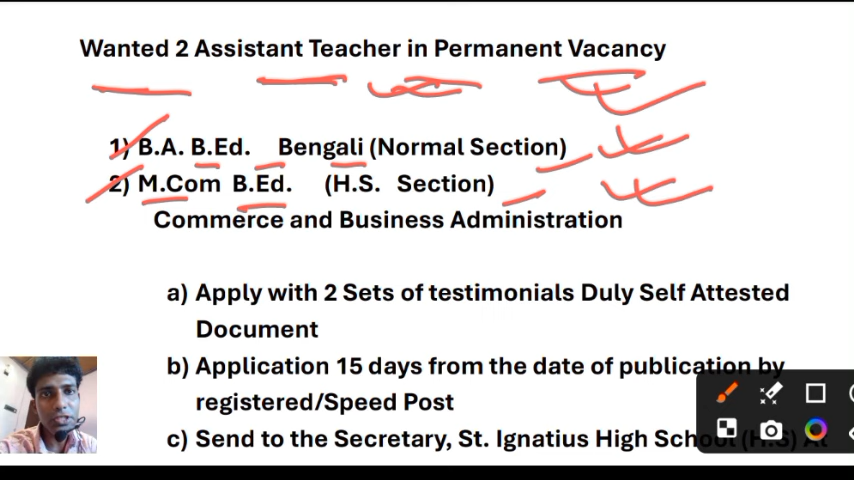 Wanted 2 Assistant Teacher in Permanent Vacancy
1) B.A. B.Ed. Bengali (Normal Section)
2) M.Com B.Ed. (H.S. Section)
Commerce and Business Administration
a) Apply with 2 Sets of testimonials Duly Self Attested
Document
b) Application 15 days from the date of publication by
registered/Speed Post
c) Send to the Secretary, St. Ignatius High School (H.S) At